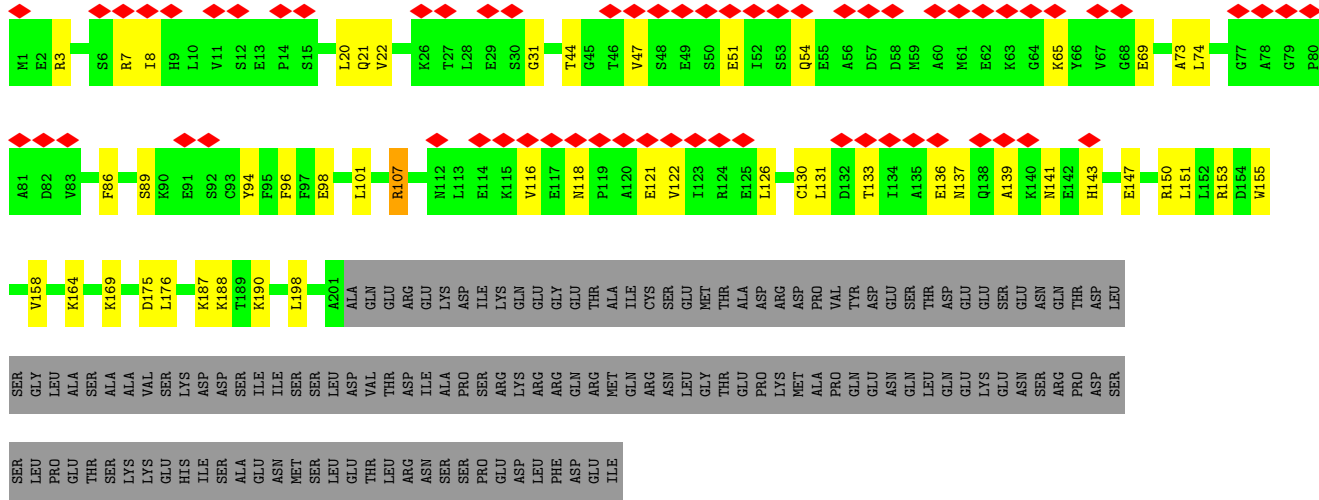 M1 E2 R3 S6 R7 I8 H9 L10 V11 S12 E13 P14 S15 L20 Q21 V22 K26 T27 L28 E29 S30 G31 T44 G45 T46 V47 S48 E49 S50 E51 I52 S53 Q54 E55 A56 D57 D58 M59 A60 M61 E62 K63 G64 K65 Y66 V67 G68 E69 A73 L74 G77 A78 G79 P80
A81 D82 V83 F86 S89 K90 E91 S92 C93 Y94 F95 F96 F97 E98 L101 R107 N112 L113 E114 K115 V116 E117 N118 P119 A120 E121 V122 I123 R124 E125 L126 C130 L131 D132 T133 I134 A135 E136 N137 Q138 A139 K140 N141 E142 H143 E147 R150 L151 L152 R153 D154 W155
V158 K164 K169 D175 L176 K187 K188 T189 K190 L198 A201 ALA GLN GLU ARG GLU LYS ASP ILE LYS GLN GLU GLY GLU THR ALA ILE CYS SER GLU MET THR ALA ASP ARG ASP PRO VAL TYR ASP GLU SER THR ASP GLU GLU SER GLU ASN GLN THR ASP LEU
SER GLY LEU ALA SER ALA ALA VAL SER LYS ASP ASP SER ILE ILE SER SER LEU ASP VAL THR ASP ILE ALA PRO SER ARG LYS ARG ARG GLN ARG MET GLN ARG ASN LEU GLY THR GLU PRO LYS MET ALA PRO GLN GLU ASN GLN LEU GLN GLU LYS GLU ASN SER ARG PRO ASP SER
SER LEU PRO GLU THR SER LYS LYS GLU HIS ILE SER ALA GLU ASN MET SER LEU GLU THR LEU ARG ASN SER SER PRO GLU ASP LEU PHE ASP GLU ILE